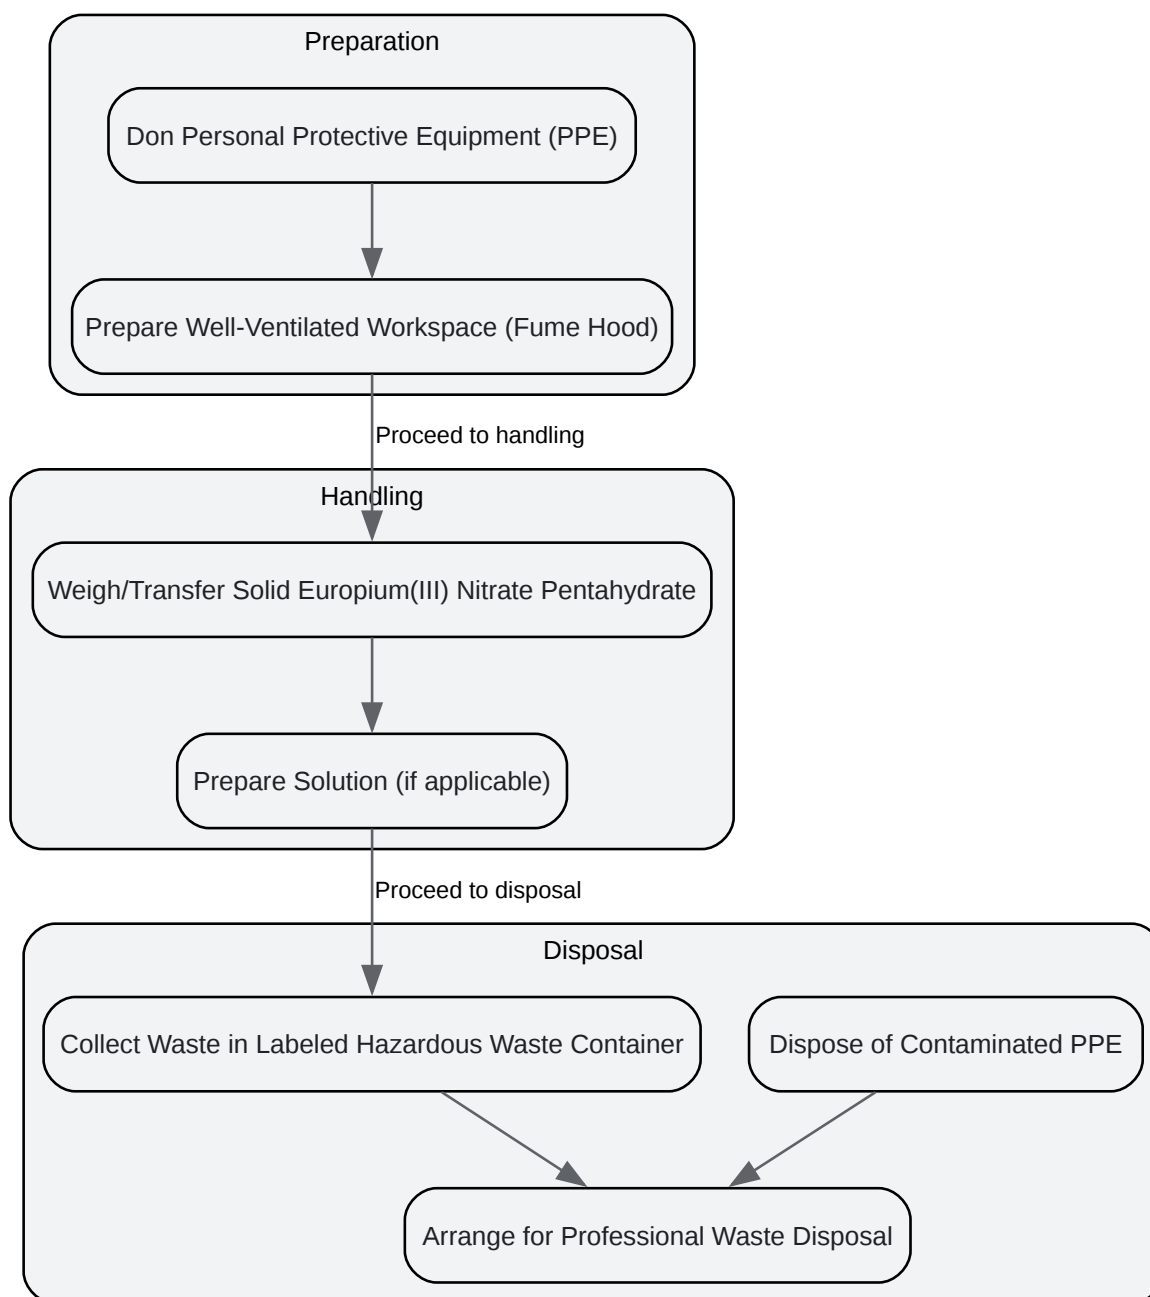 Preparation
Don Personal Protective Equipment (PPE)
Prepare Well-Ventilated Workspace (Fume Hood)
Proceed to handling
Handling
Weigh/Transfer Solid Europium(III) Nitrate Pentahydrate
Prepare Solution (if applicable)
Proceed to disposal
Disposal
Collect Waste in Labeled Hazardous Waste Container
Dispose of Contaminated PPE
Arrange for Professional Waste Disposal